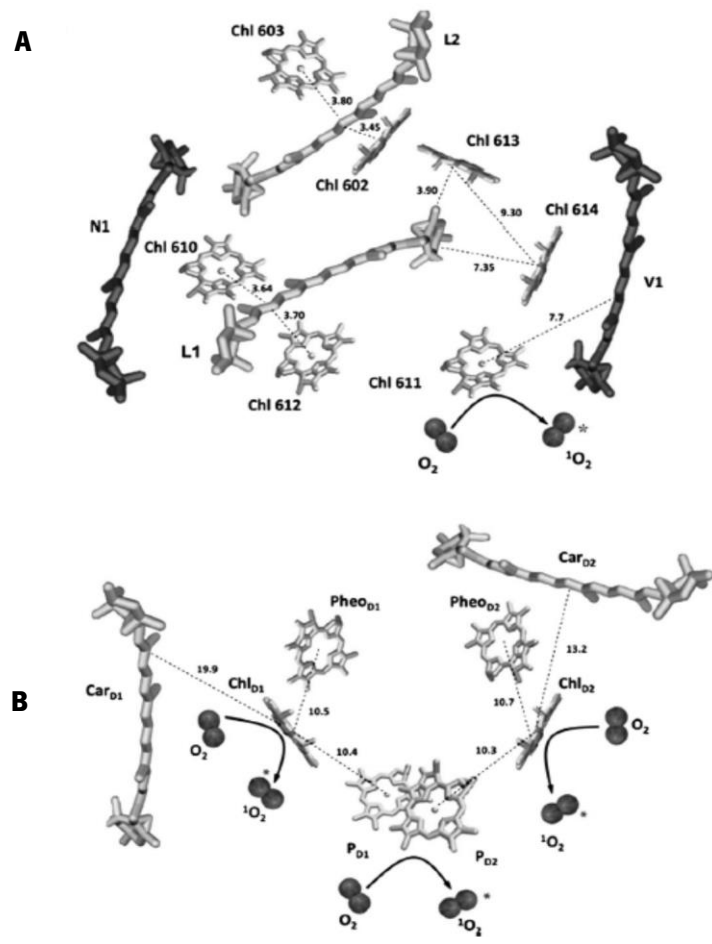 A
Chl 603
L2
3.80
3.45
Chl 613
Chl 602
3.90
9.30
Chl 614
N1
Chl 610
7.35
3.64
V1
3.70
7.7
L1
Chl 611
Chl 612
O2
1O2
*
CarD2
PheoD1
PheoD2
13.2
19.9
ChlD1
ChlD2
CarD1
B
10.5
10.7
O2
O2
10.4
10.3
*
1O2
1O2
*
PD1
PD2
O2
1O2
*